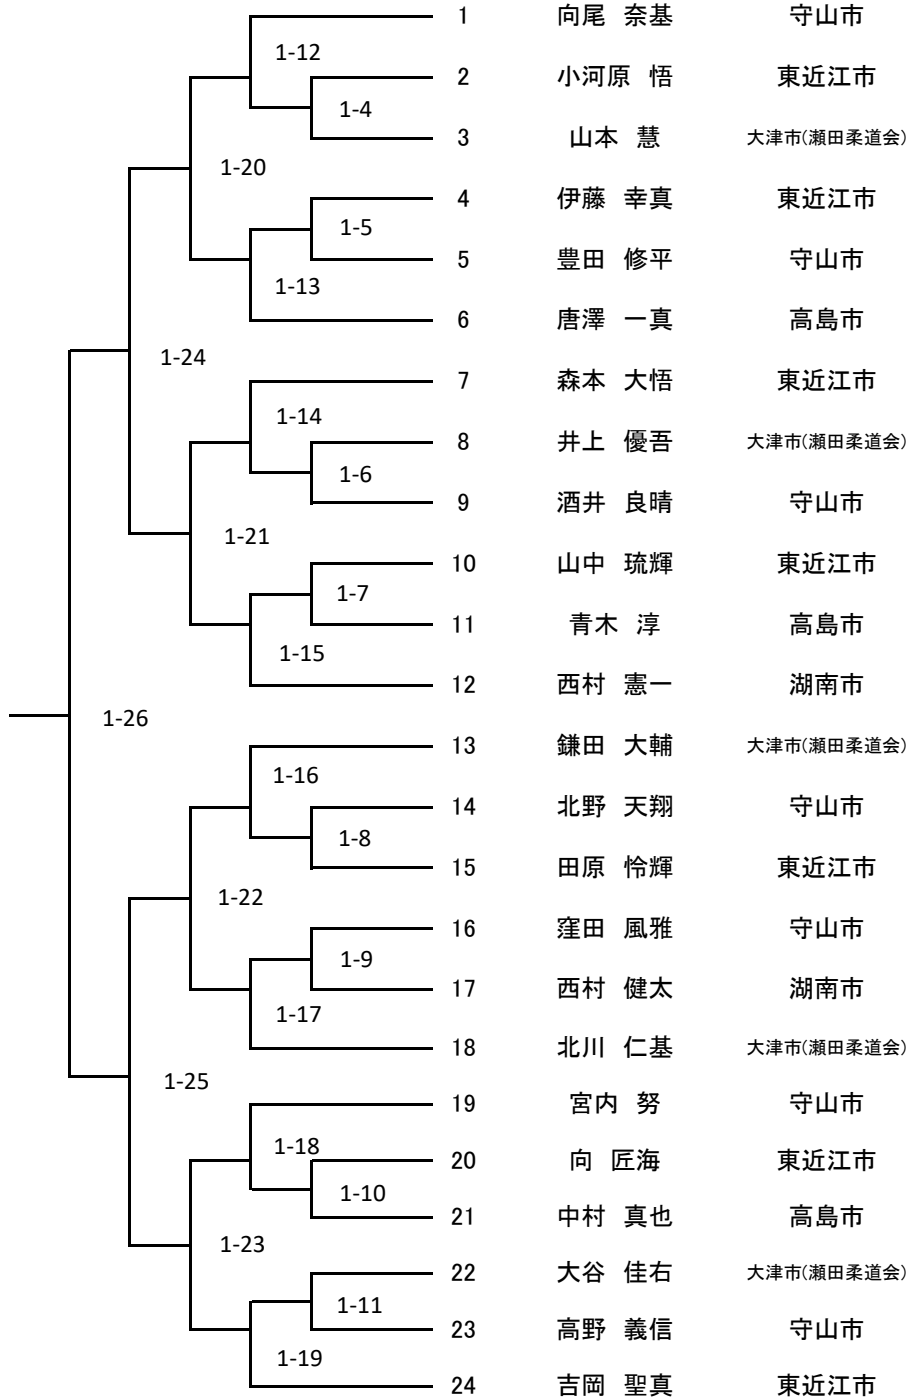 1 向尾 奈基 守山市
1-12
2 小河原 悟 東近江市
1-4
3 山本 慧 大津市(瀬田柔道会)
1-20
4 伊藤 幸真 東近江市
1-5
5 豊田 修平 守山市
1-13
6 唐澤 一真 高島市
1-24
7 森本 大悟 東近江市
1-14
8 井上 優吾 大津市(瀬田柔道会)
1-6
9 酒井 良晴 守山市
1-21
10 山中 琉輝 東近江市
1-7
11 青木 淳 高島市
1-15
12 西村 憲一 湖南市
1-26
13 鎌田 大輔 大津市(瀬田柔道会)
1-16
14 北野 天翔 守山市
1-8
15 田原 怜輝 東近江市
1-22
16 窪田 風雅 守山市
1-9
17 西村 健太 湖南市
1-17
18 北川 仁基 大津市(瀬田柔道会)
1-25
19 宮内 努 守山市
1-18
20 向 匠海 東近江市
1-10
21 中村 真也 高島市
1-23
22 大谷 佳右 大津市(瀬田柔道会)
1-11
23 高野 義信 守山市
1-19
24 吉岡 聖真 東近江市